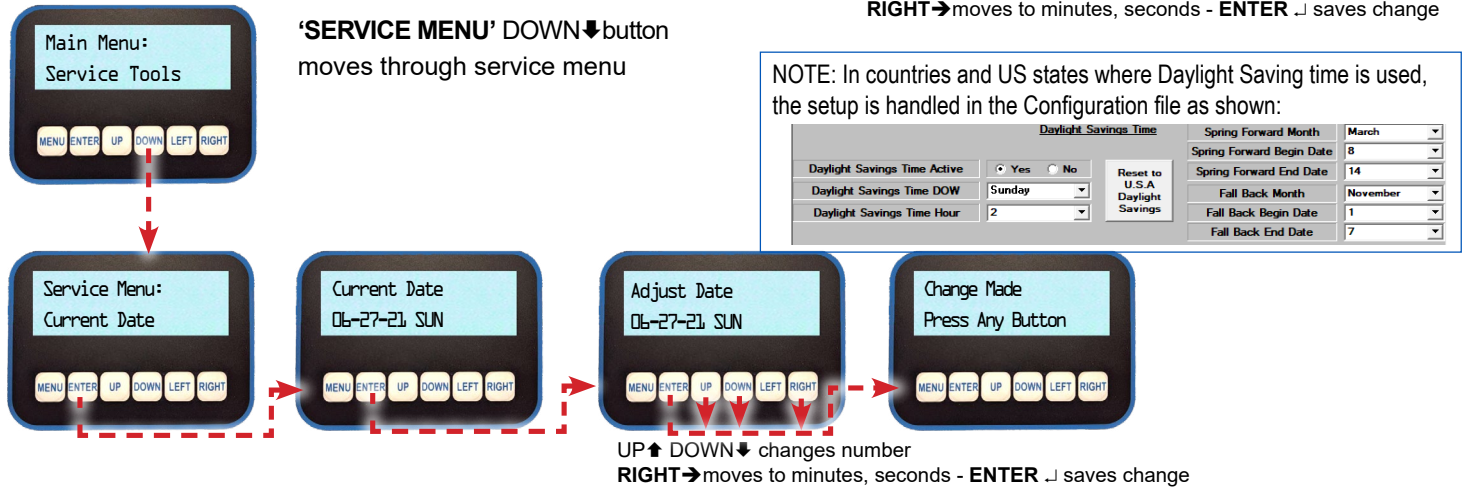 RIGHT➔moves to minutes, seconds - ENTER ↵ saves change
‘SERVICE MENU’ DOWN⬇button
moves through service menu
Main Menu:
Service Tools
MENU ENTER UP DOWN LEFT RIGHT
NOTE: In countries and US states where Daylight Saving time is used,
the setup is handled in the Configuration file as shown:
Daylight Savings Time
Daylight Savings Time Active Yes No
Daylight Savings Time DOW Sunday
Daylight Savings Time Hour 2
Reset to
U.S.A
Daylight
Savings
Spring Forward Month March
Spring Forward Begin Date 8
Spring Forward End Date 14
Fall Back Month November
Fall Back Begin Date 1
Fall Back End Date 7
Service Menu:
Current Date
MENU ENTER UP DOWN LEFT RIGHT
Current Date
06-27-21 SUN
MENU ENTER UP DOWN LEFT RIGHT
Adjust Date
06-27-21 SUN
MENU ENTER UP DOWN LEFT RIGHT
Change Made
Press Any Button
MENU ENTER UP DOWN LEFT RIGHT
UP⬆ DOWN⬇ changes number
RIGHT➔moves to minutes, seconds - ENTER ↵ saves change